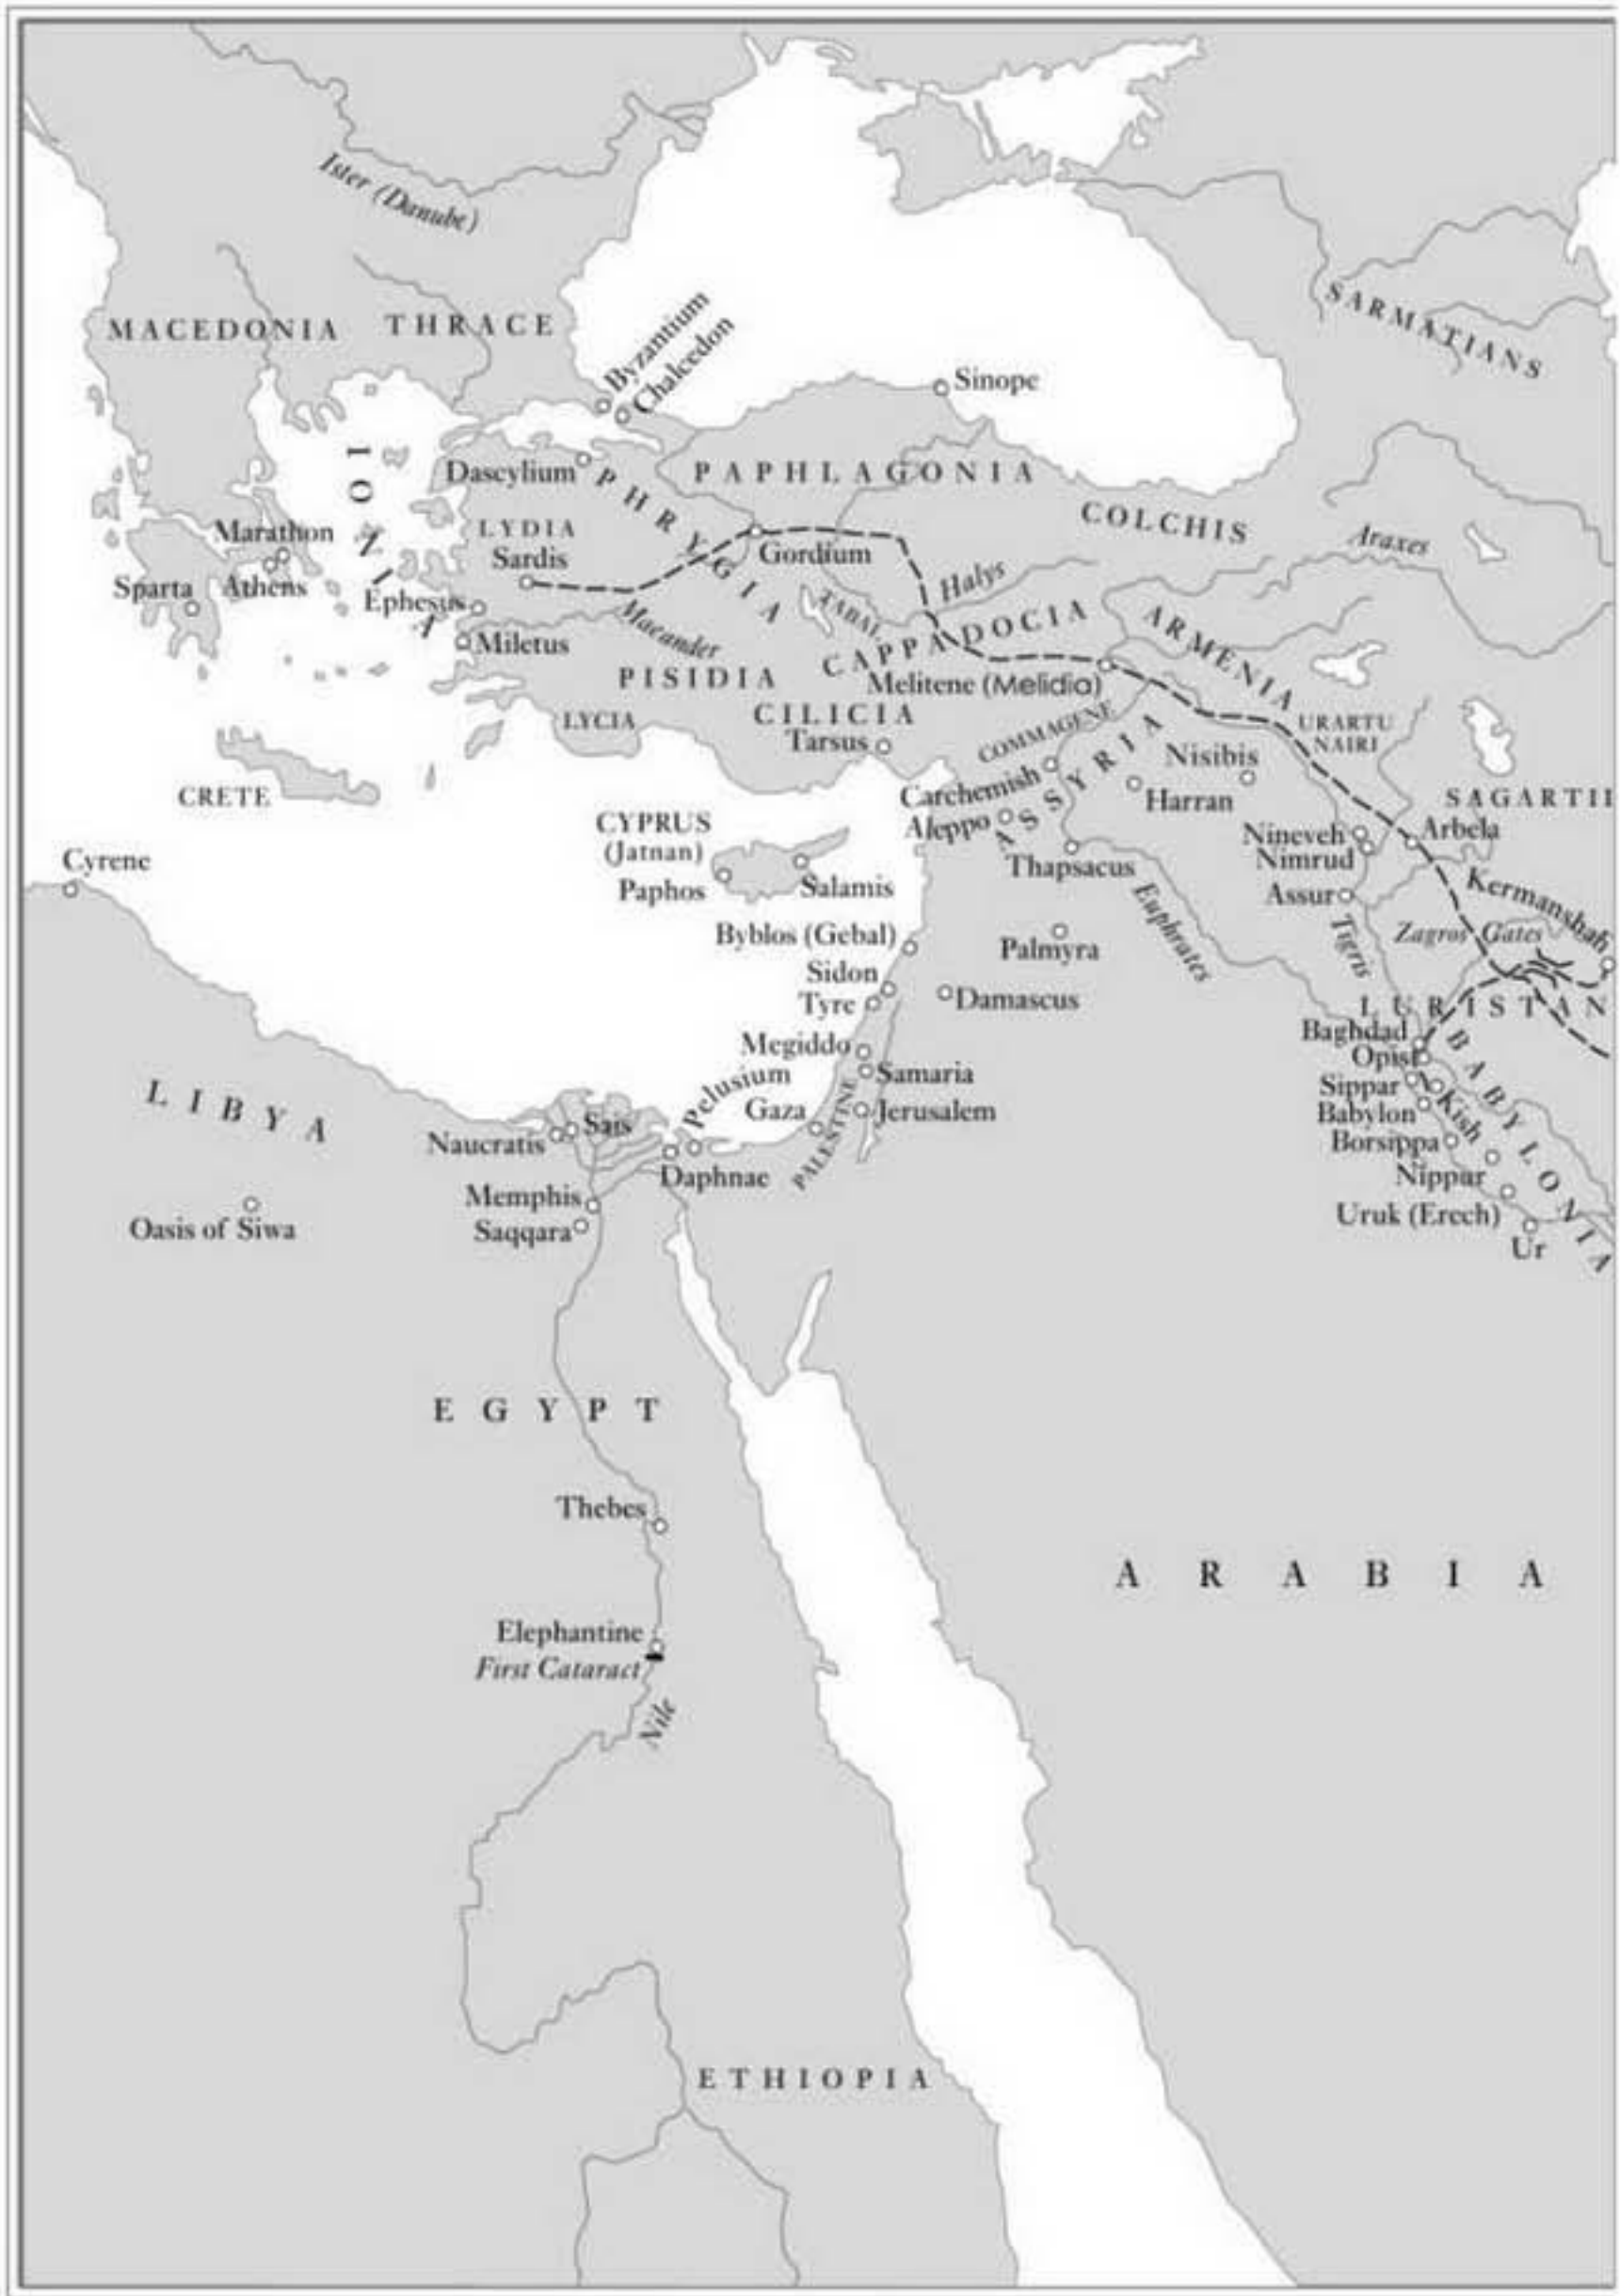 Ister (Danube)
MACEDONIA
THRACE
Byzantium
Chalcedon
Sinope
SARMATIANS
IONIA
Dascylium
PHRYGIA
PAPHLAGONIA
COLCHIS
Araxes
Marathon
LYDIA
Sardis
Gordium
Sparta
Athens
Ephesus
Halys
TABAL
Maeander
Miletus
CAPPADOCIA
ARMENIA
PISIDIA
Melitene (Melidia)
LYCIA
CILICIA
Tarsus
COMMAGENE
URARTU
NAIRI
ASSYRIA
Nisibis
CRETE
Carchemish
Harran
SAGARTII
Aleppo
CYPRUS
(Jatnan)
Nineveh
Arbela
Nimrud
Cyrene
Paphos
Salamis
Thapsacus
Assur
Kermanshah
Euphrates
Tigris
Zagros Gates
Byblos (Gebal)
Palmyra
Sidon
Tyre
Damascus
LURISTAN
Baghdad
Opis
Megiddo
Samaria
Pelusium
Gaza
PALESTINE
Jerusalem
Sippar
Babylon
Kish
BABYLONIA
Borsippa
Nippur
Uruk (Erech)
Ur
LIBYA
Naucratis
Sais
Daphnae
Memphis
Saqqara
Oasis of Siwa
EGYPT
Thebes
ARABIA
Elephantine
First Cataract
Nile
ETHIOPIA